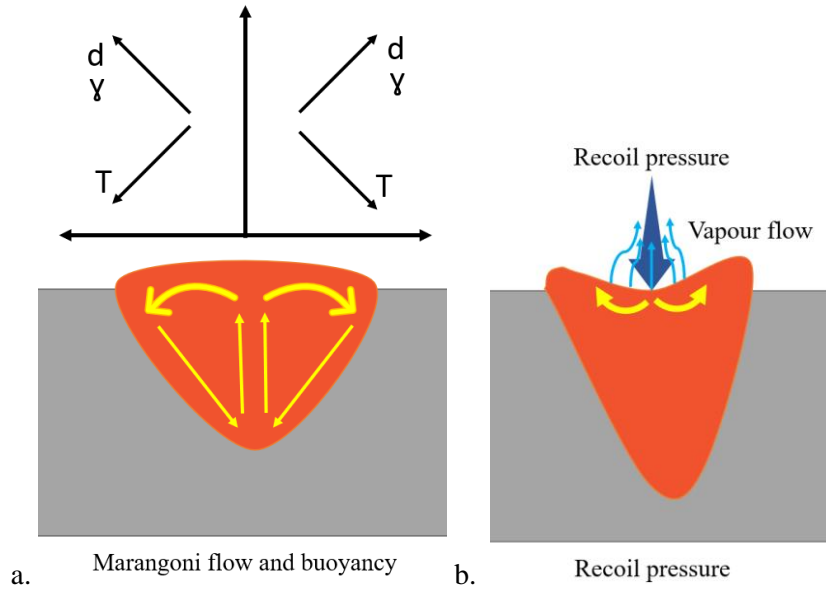 d
ɣ
d
ɣ
T
T
Recoil pressure
Vapour flow
a.
Marangoni flow and buoyancy
b.
Recoil pressure